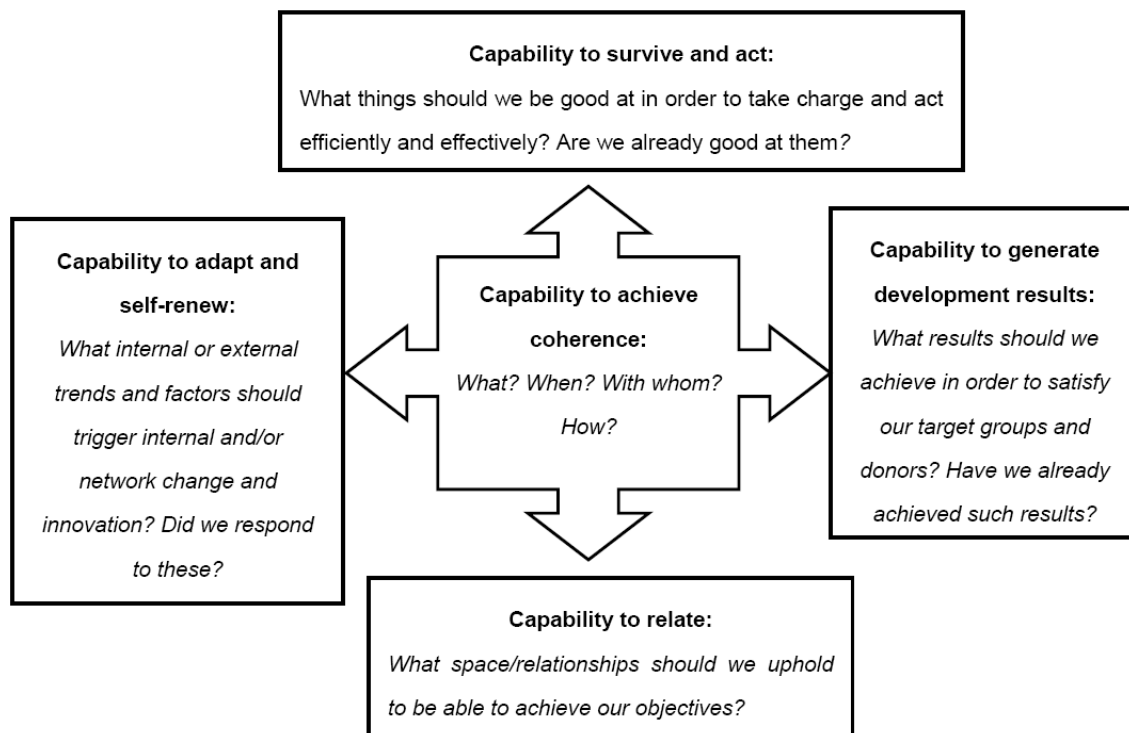 Capability to survive and act:
What things should we be good at in order to take charge and act
efficiently and effectively? Are we already good at them?
Capability to adapt and
self-renew:
What internal or external
trends and factors should
trigger internal and/or
network change and
innovation? Did we respond
to these?
Capability to achieve
coherence:
What? When? With whom?
How?
Capability to generate
development results:
What results should we
achieve in order to satisfy
our target groups and
donors? Have we already
achieved such results?
Capability to relate:
What space/relationships should we uphold
to be able to achieve our objectives?